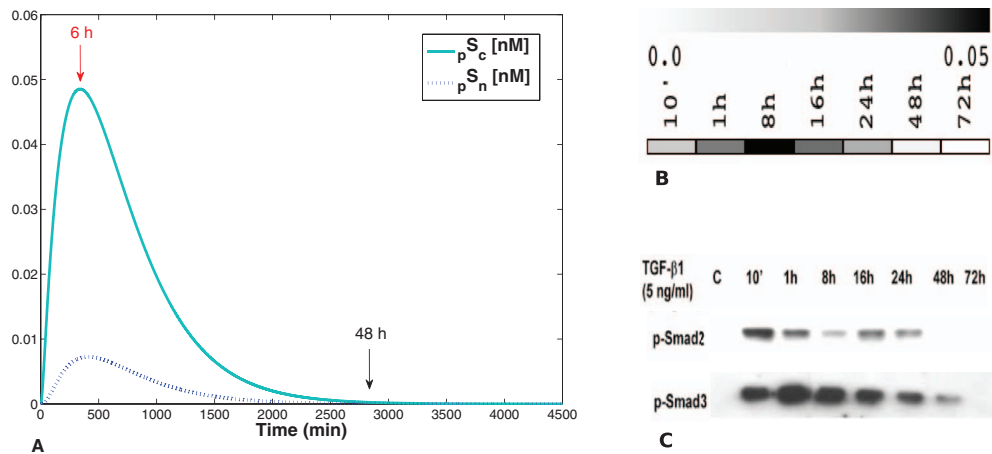 0.06
0.05
0.04
0.03
0.02
0.01
0
6 h
pSc [nM]
pSn [nM]
48 h
0 500 1000 1500 2000 2500 3000 3500 4000 4500
Time (min)
A
0.0 0.05
10' 1h 8h 16h 24h 48h 72h
B
TGF-β1 C 10' 1h 8h 16h 24h 48h 72h
(5 ng/ml)
p-Smad2
p-Smad3
C